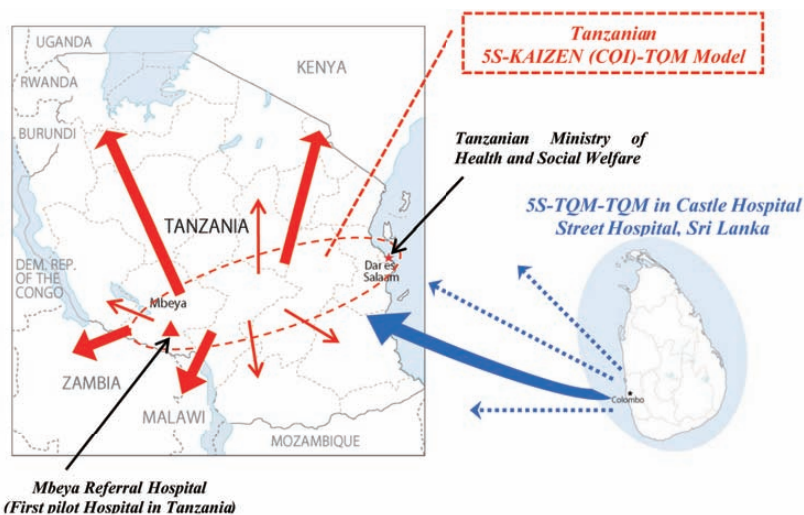 UGANDA
KENYA
RWANDA
BURUNDI
TANZANIA
DEM. REP.
OF THE
CONGO
Mbeya
Dar es
Salaam
ZAMBIA
MALAWI
MOZAMBIQUE
Tanzanian
5S-KAIZEN (COI)-TOM Model
Tanzanian Ministry of
Health and Social Welfare
5S-TQM-TQM in Castle Hospital
Street Hospital, Sri Lanka
Colombo
Mbeya Referral Hospital
(First pilot Hospital in Tanzania)